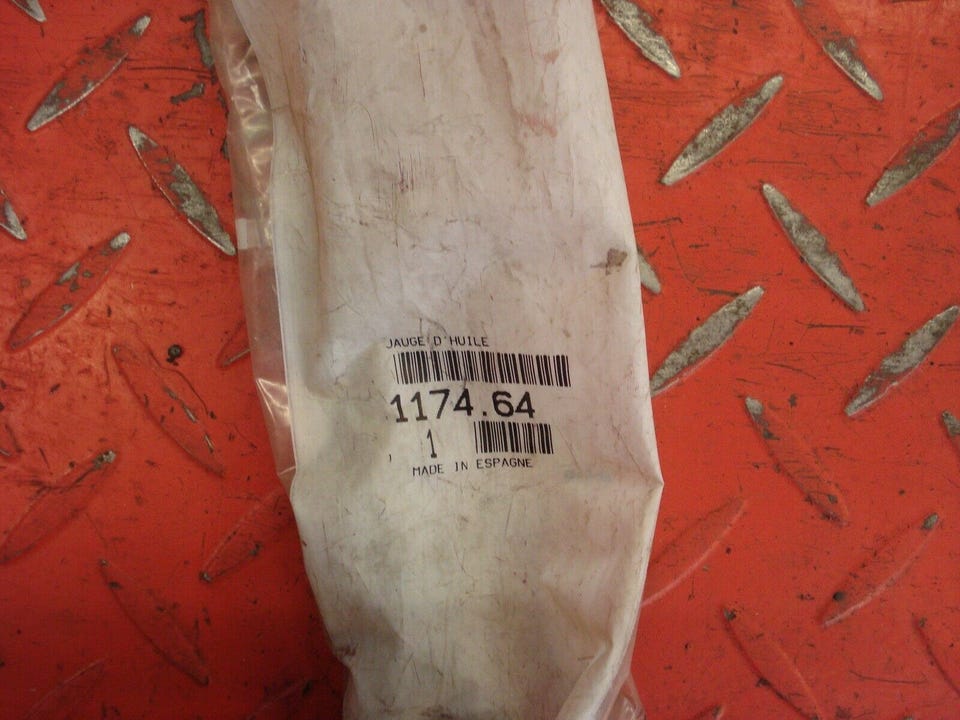 JAUGE D'HUILE
1174.64
1
MADE IN ESPAGNE